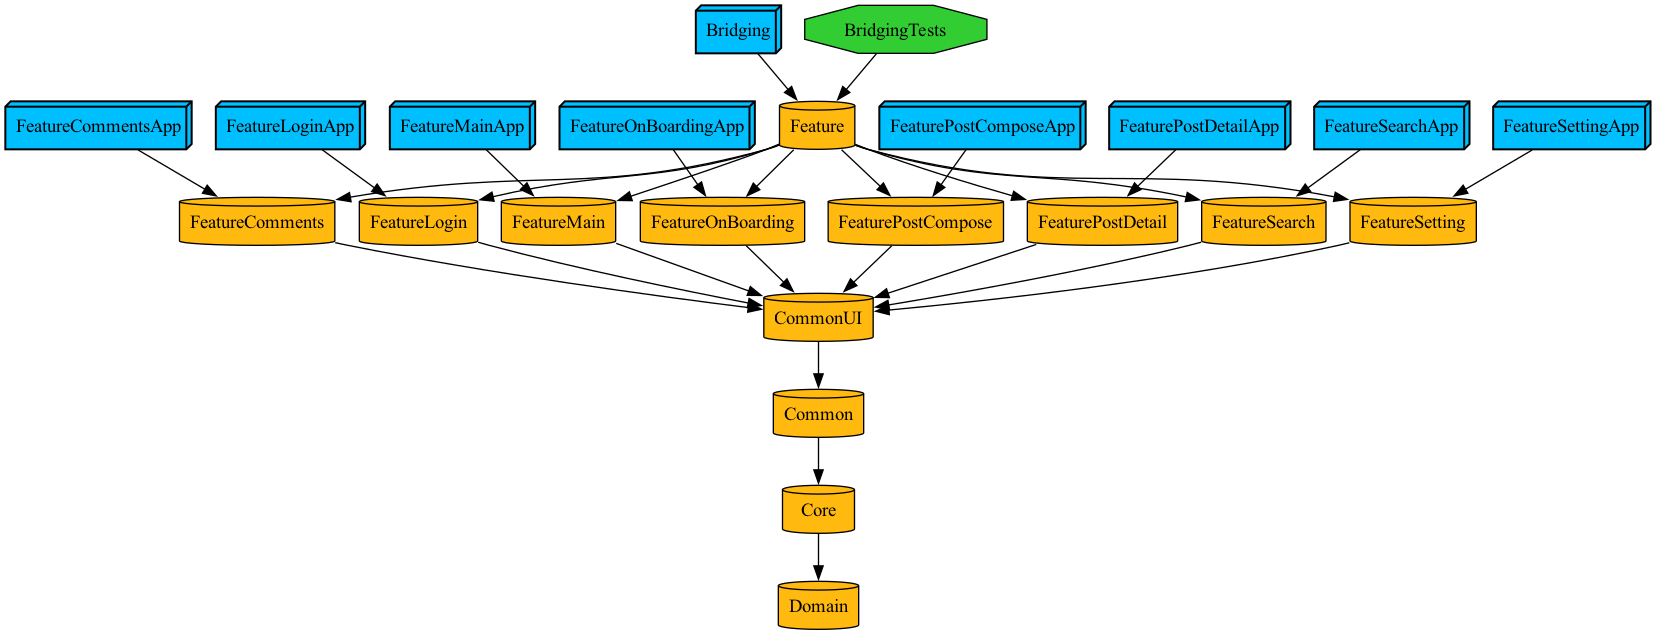 Bridging
BridgingTests
FeatureCommentsApp
FeatureLoginApp
FeatureMainApp
FeatureOnBoardingApp
Feature
FeaturePostComposeApp
FeaturePostDetailApp
FeatureSearchApp
FeatureSettingApp
FeatureComments
FeatureLogin
FeatureMain
FeatureOnBoarding
FeaturePostCompose
FeaturePostDetail
FeatureSearch
FeatureSetting
CommonUI
Common
Core
Domain